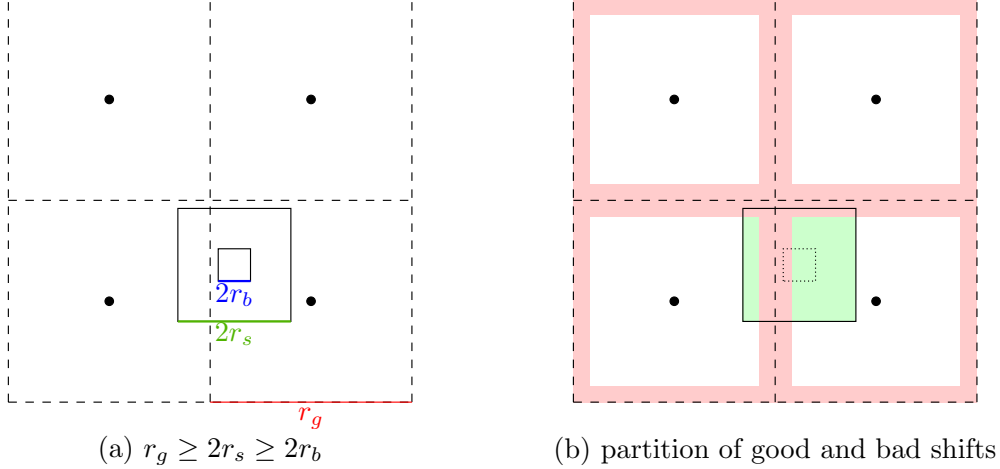 2r_b
2r_s
r_g
(a) r_g ≥ 2r_s ≥ 2r_b
(b) partition of good and bad shifts